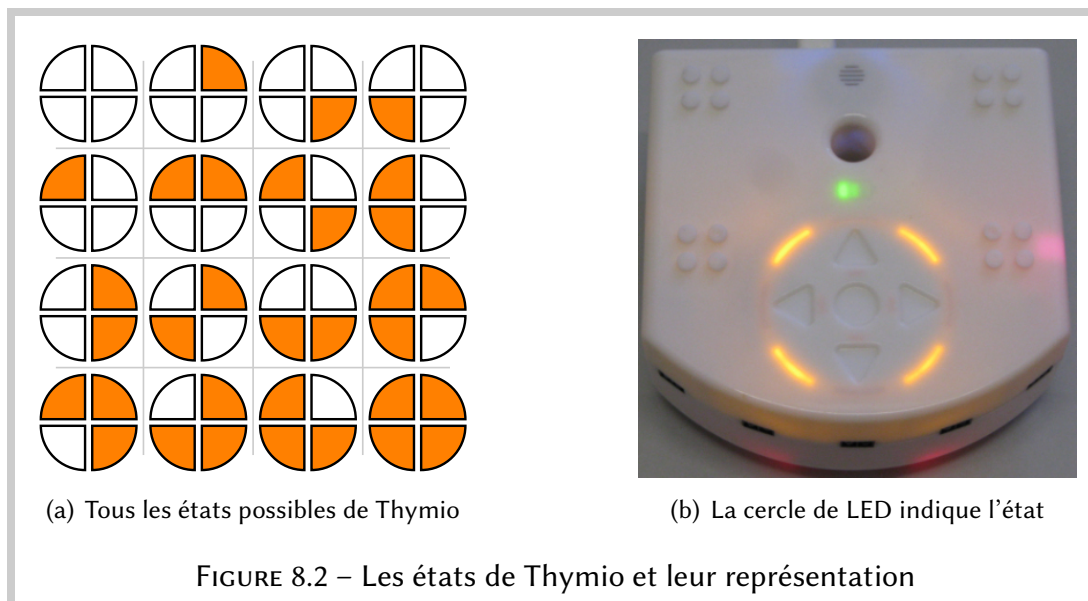 (a) Tous les états possibles de Thymio
(b) La cercle de LED indique l'état
FIGURE 8.2 – Les états de Thymio et leur représentation